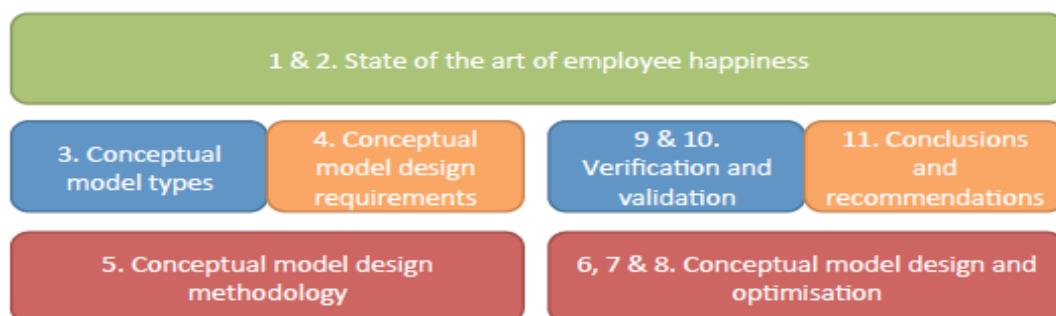 1 & 2. State of the art of employee happiness
3. Conceptual
model types
4. Conceptual
model design
requirements
9 & 10.
Verification and
validation
11. Conclusions
and
recommendations
5. Conceptual model design
methodology
6, 7 & 8. Conceptual model design and
optimisation